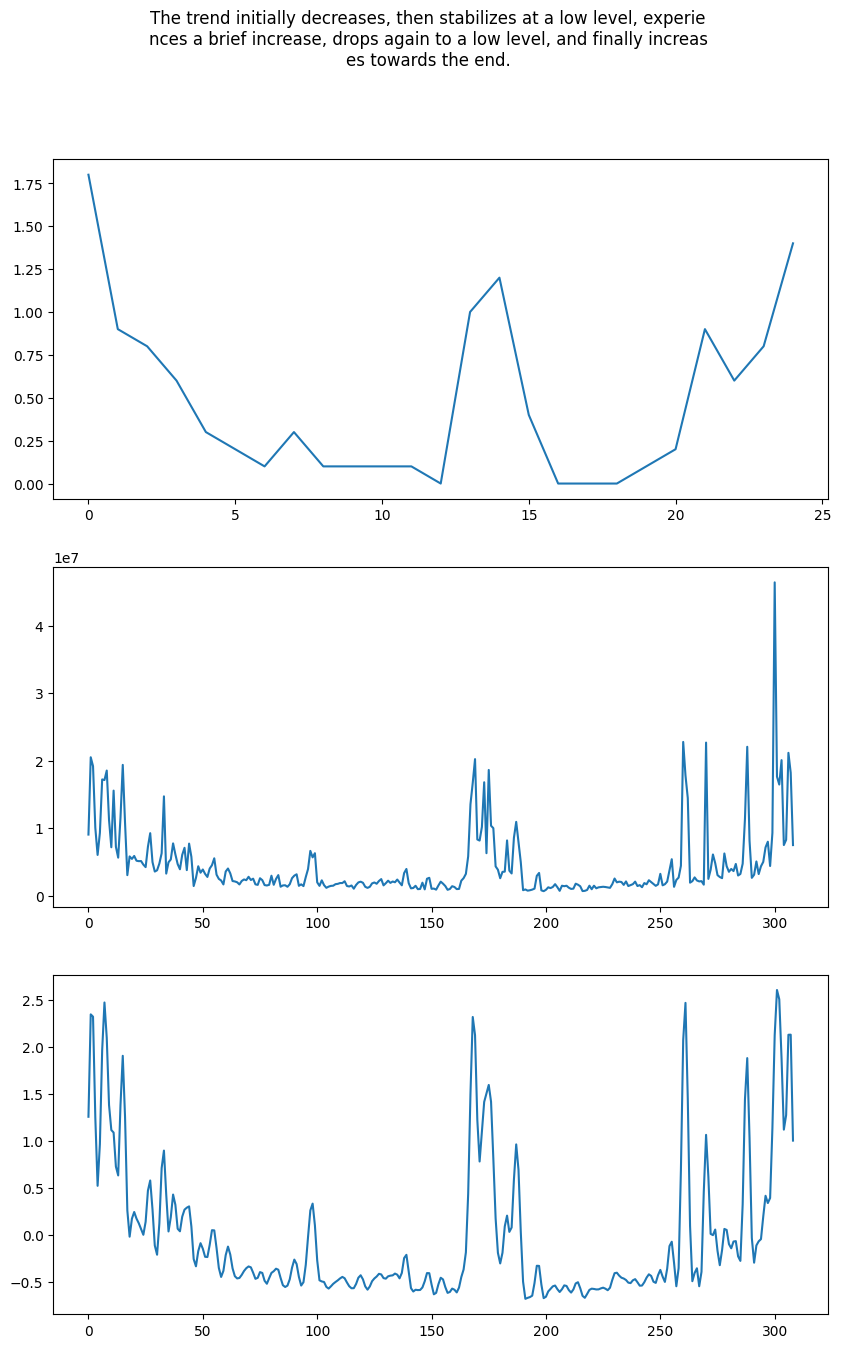 The trend initially decreases, then stabilizes at a low level, experie
nces a brief increase, drops again to a low level, and finally increas
es towards the end.
1.75
1.50
1.25
1.00
0.75
0.50
0.25
0.00
0 5 10 15 20 25
1e7
4
3
2
1
0
0 50 100 150 200 250 300
2.5
2.0
1.5
1.0
0.5
0.0
−0.5
0 50 100 150 200 250 300